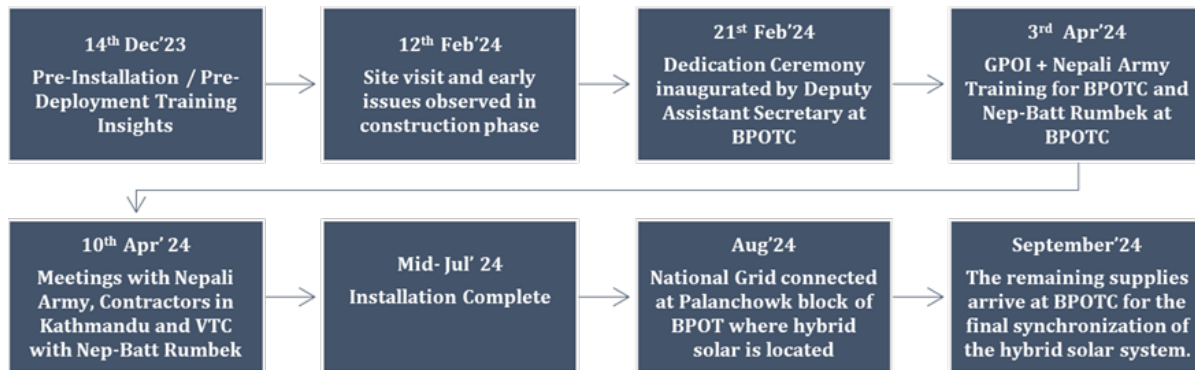 14th Dec'23
Pre-Installation / Pre-
Deployment Training
Insights
12th Feb'24
Site visit and early
issues observed in
construction phase
21st Feb'24
Dedication Ceremony
inaugurated by Deputy
Assistant Secretary at
BPOTC
3rd Apr'24
GPOI + Nepali Army
Training for BPOTC and
Nep-Batt Rumbek at
BPOTC
10th Apr' 24
Meetings with Nepali
Army, Contractors in
Kathmandu and VTC
with Nep-Batt Rumbek
Mid- Jul' 24
Installation Complete
Aug'24
National Grid connected
at Palanchowk block of
BPOT where hybrid
solar is located
September'24
The remaining supplies
arrive at BPOTC for the
final synchronization of
the hybrid solar system.